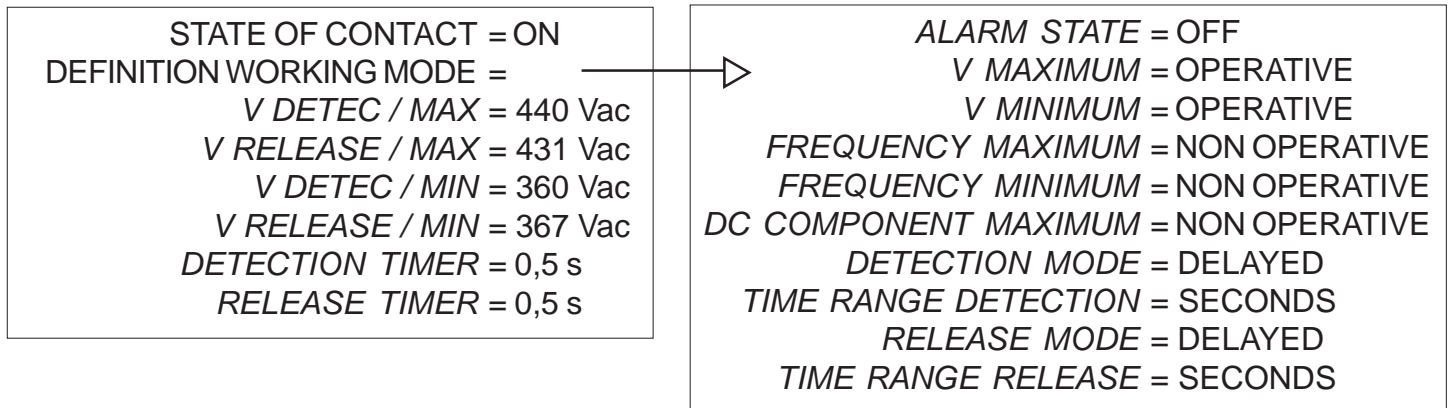 STATE OF CONTACT = ON
DEFINITION WORKING MODE =
V DETEC / MAX = 440 Vac
V RELEASE / MAX = 431 Vac
V DETEC / MIN = 360 Vac
V RELEASE / MIN = 367 Vac
DETECTION TIMER = 0,5 s
RELEASE TIMER = 0,5 s
ALARM STATE = OFF
V MAXIMUM = OPERATIVE
V MINIMUM = OPERATIVE
FREQUENCY MAXIMUM = NON OPERATIVE
FREQUENCY MINIMUM = NON OPERATIVE
DC COMPONENT MAXIMUM = NON OPERATIVE
DETECTION MODE = DELAYED
TIME RANGE DETECTION = SECONDS
RELEASE MODE = DELAYED
TIME RANGE RELEASE = SECONDS